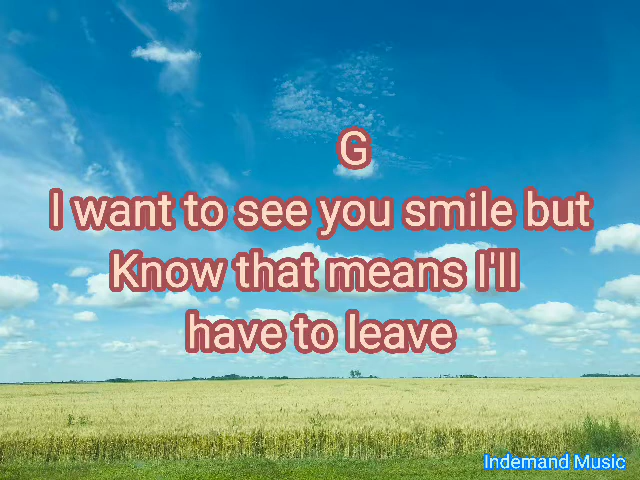 G
I want to see you smile but
Know that means I'll
have to leave
Indemand Music